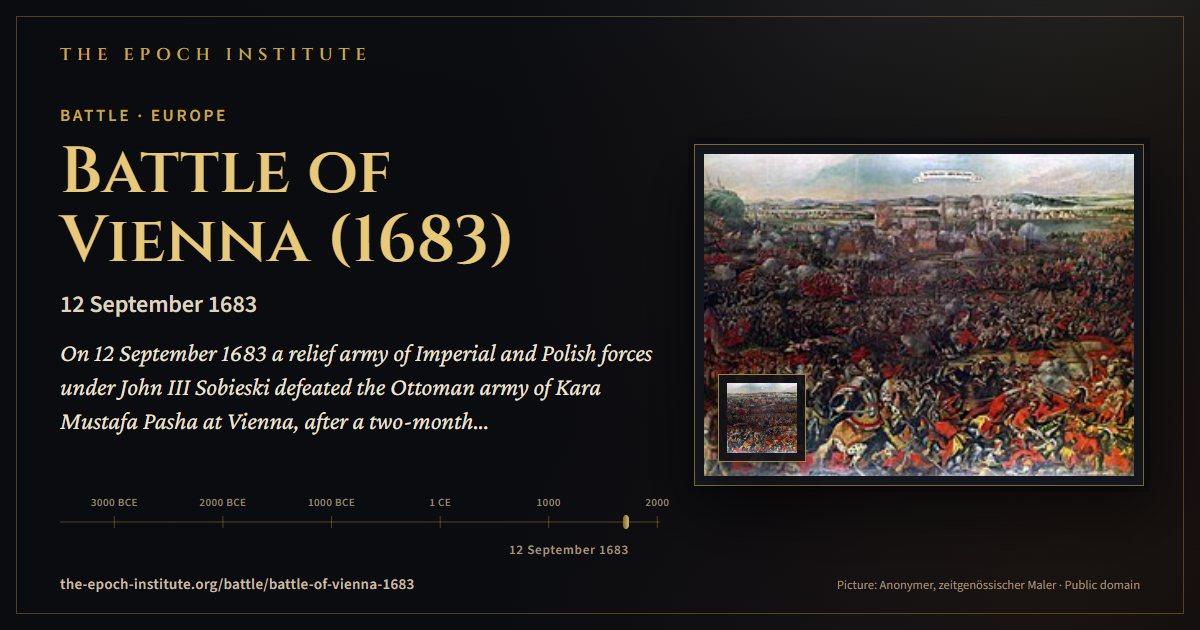 THE EPOCH INSTITUTE
BATTLE · EUROPE
BATTLE OF
VIENNA (1683)
12 September 1683
On 12 September 1683 a relief army of Imperial and Polish forces
under John III Sobieski defeated the Ottoman army of Kara
Mustafa Pasha at Vienna, after a two-month...
3000 BCE 2000 BCE 1000 BCE 1 CE 1000 2000
12 September 1683
the-epoch-institute.org/battle/battle-of-vienna-1683
Picture: Anonymer, zeitgenössischer Maler · Public domain